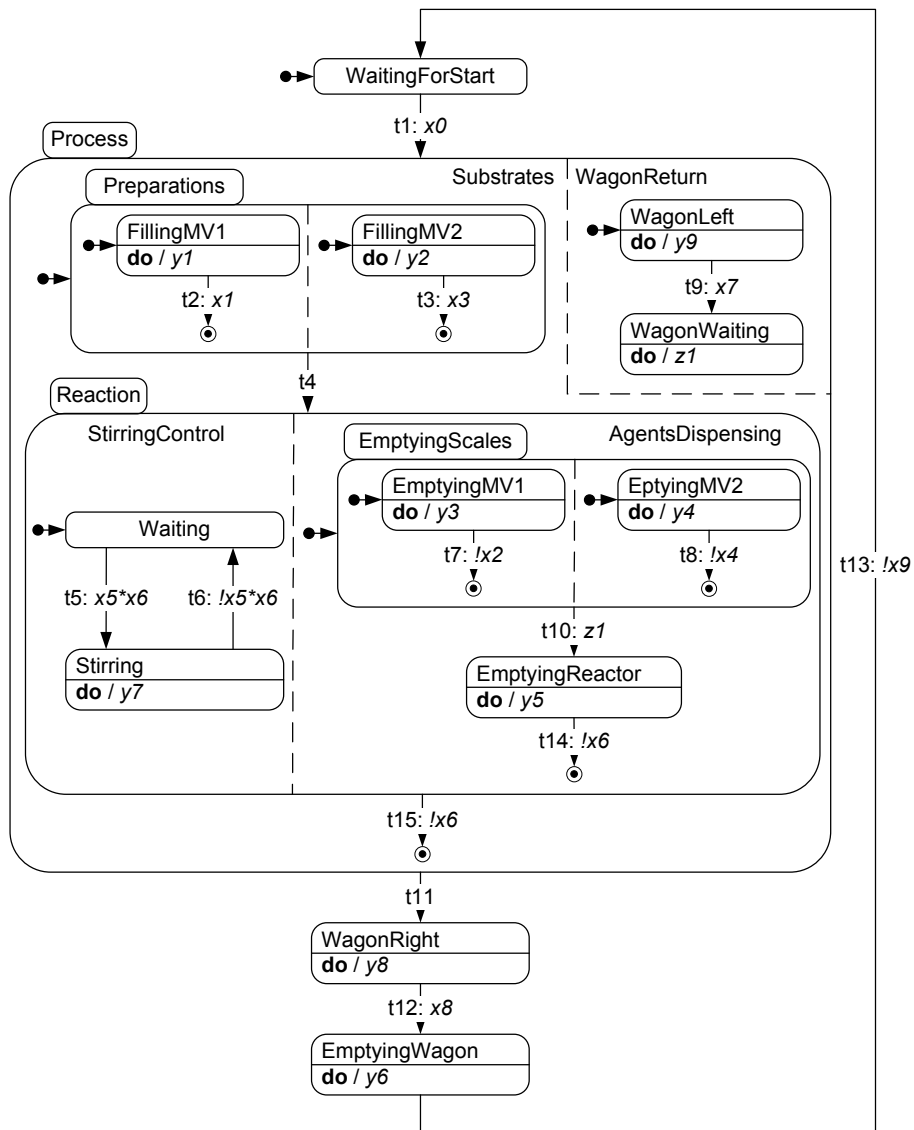 WaitingForStart
t1: x0
Process
Substrates
WagonReturn
Preparations
FillingMV1
do / y1
FillingMV2
do / y2
WagonLeft
do / y9
t2: x1
t3: x3
t9: x7
WagonWaiting
do / z1
t4
Reaction
StirringControl
EmptyingScales
AgentsDispensing
EmptyingMV1
do / y3
EptyingMV2
do / y4
Waiting
t7: !x2
t8: !x4
t13: !x9
t5: x5*x6
t6: !x5*x6
t10: z1
Stirring
do / y7
EmptyingReactor
do / y5
t14: !x6
t15: !x6
t11
WagonRight
do / y8
t12: x8
EmptyingWagon
do / y6